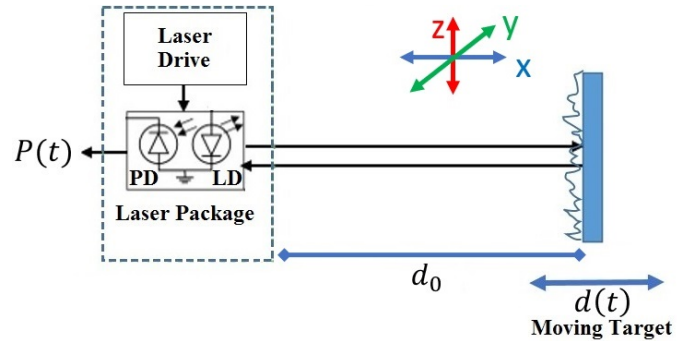 Laser
Drive
z
y
x
P(t)
PD
LD
Laser Package
d₀
d(t)
Moving Target